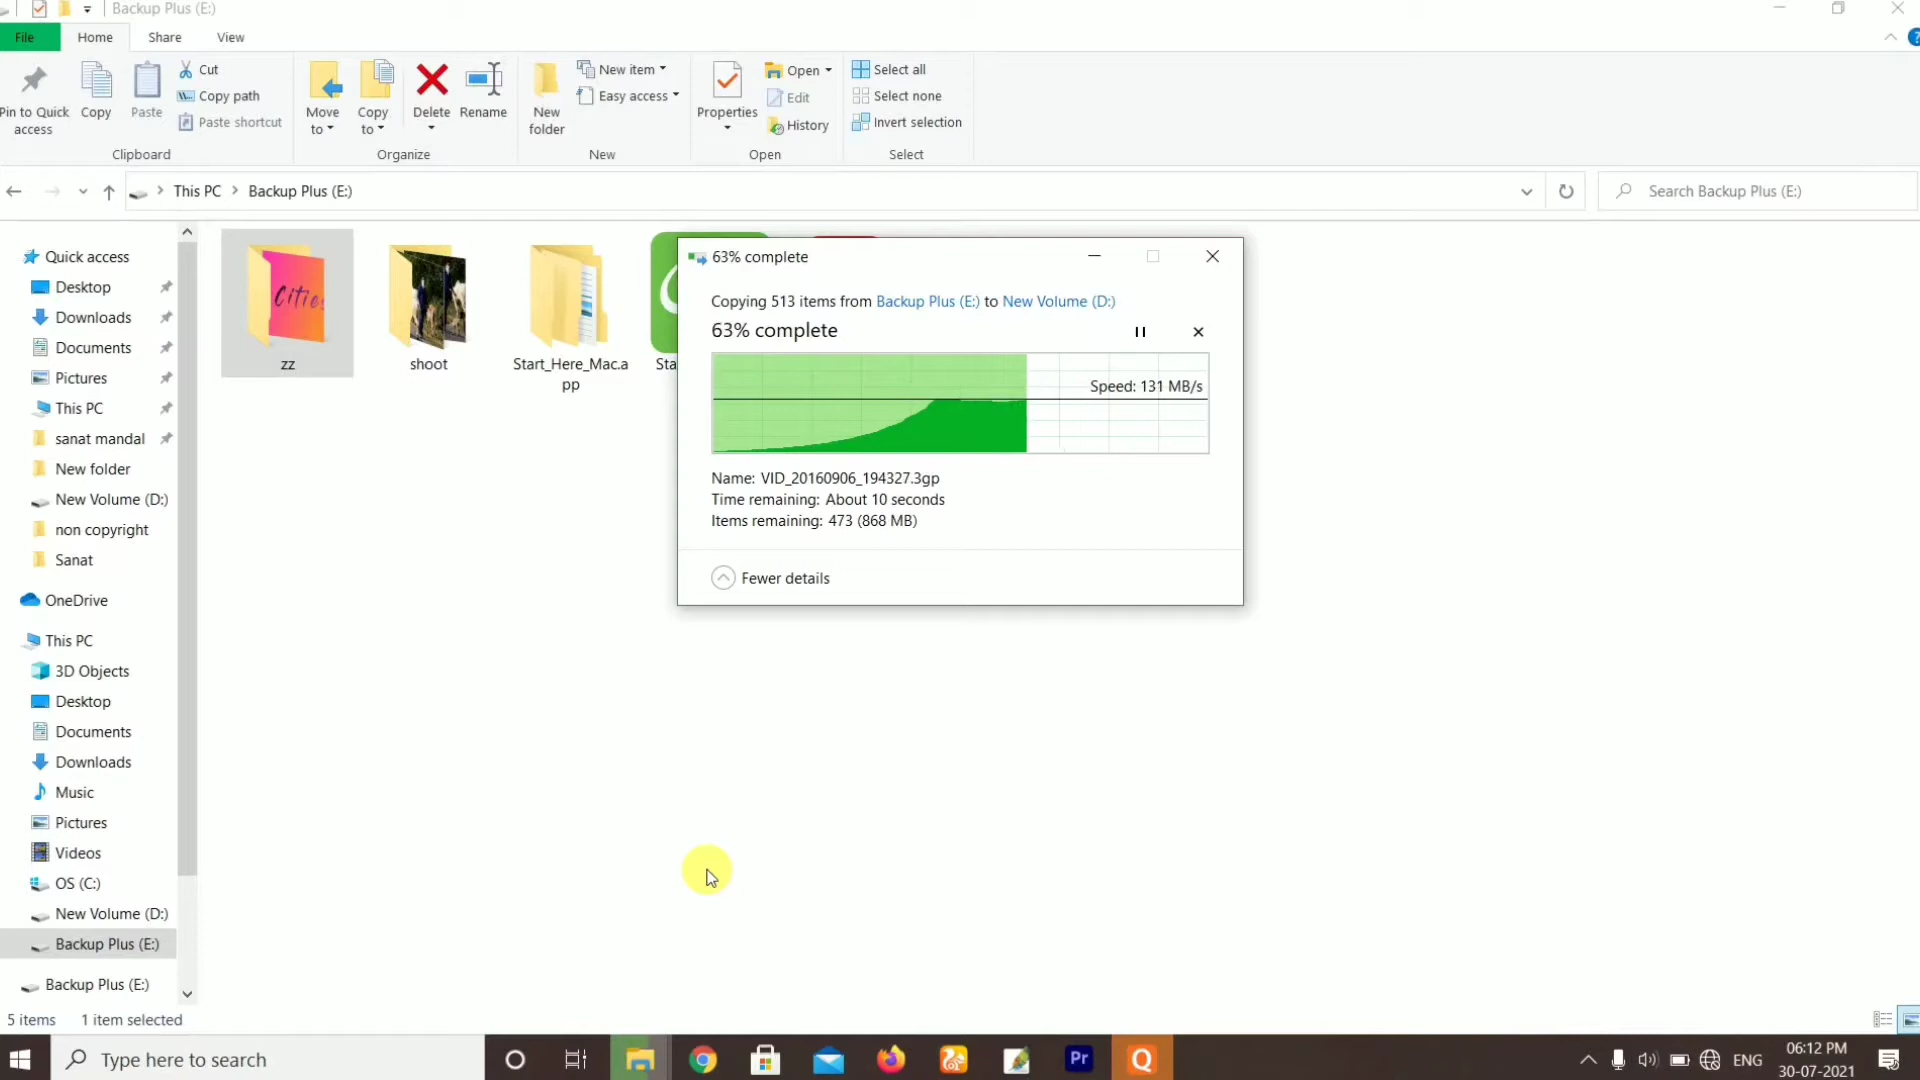 Backup Plus (E:)
File Home Share View
Pin to Quick access
Copy
Paste
Cut
Copy path
Paste shortcut
Clipboard
Move to
Copy to
Delete
Rename
Organize
New folder
New item
Easy access
New
Properties
Open
Edit
History
Open
Select all
Select none
Invert selection
Select
This PC Backup Plus (E:)
Search Backup Plus (E:)
Quick access
Desktop
Downloads
Documents
Pictures
This PC
sanat mandal
New folder
New Volume (D:)
non copyright
Sanat
OneDrive
This PC
3D Objects
Desktop
Documents
Downloads
Music
Pictures
Videos
OS (C:)
New Volume (D:)
Backup Plus (E:)
Backup Plus (E:)
Cities
zz
shoot
Start_Here_Mac.a
pp
Sta
63% complete
Copying 513 items from Backup Plus (E:) to New Volume (D:)
63% complete
Speed: 131 MB/s
Name: VID_20160906_194327.3gp
Time remaining: About 10 seconds
Items remaining: 473 (868 MB)
Fewer details
5 items 1 item selected
Type here to search
Pr
Q
ENG
06:12 PM
30-07-2021